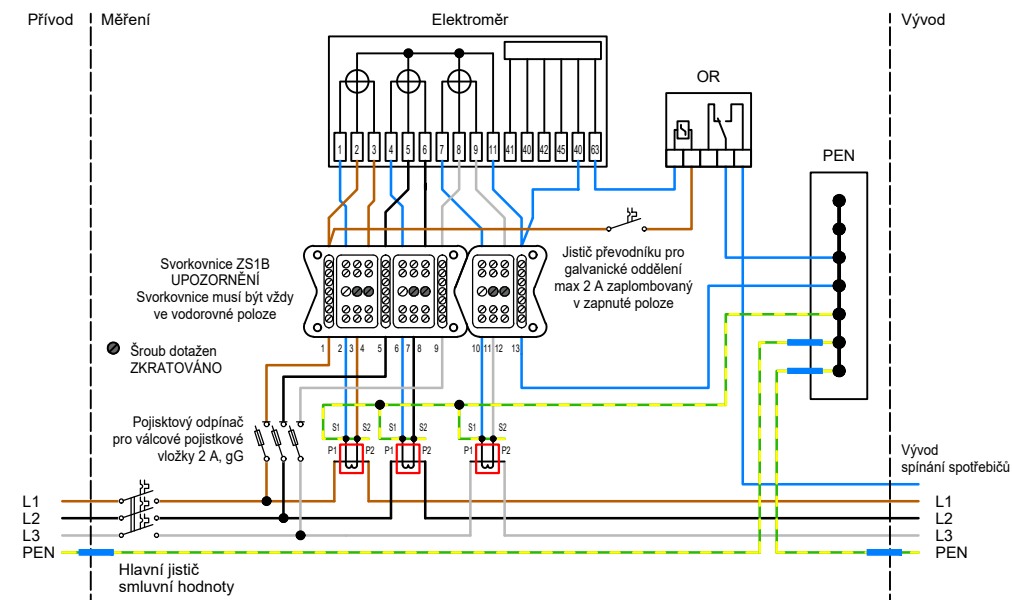 Přívod
Měření
Elektroměr
Vývod
OR
PEN
1 2 3 4 5 6 7 8 9 11 41 40 42 45 40 63
Svorkovnice ZS1B
UPOZORNĚNÍ
Svorkovnice musí být vždy
ve vodorovné poloze
Jistič převodníku pro
galvanické oddělení
max 2 A zaplombovaný
v zapnuté poloze
1 2 3 4 5 6 7 8 9 10 11 12 13
Šroub dotažen
ZKRATOVÁNO
Pojisktový odpínač
pro válcové pojistkové
vložky 2 A, gG
S1 S2 S1 S2 S1 S2
P1 P2 P1 P2 P1 P2
Vývod
spínání spotřebičů
L1 L1
L2 L2
L3 L3
PEN PEN
Hlavní jistič
smluvní hodnoty